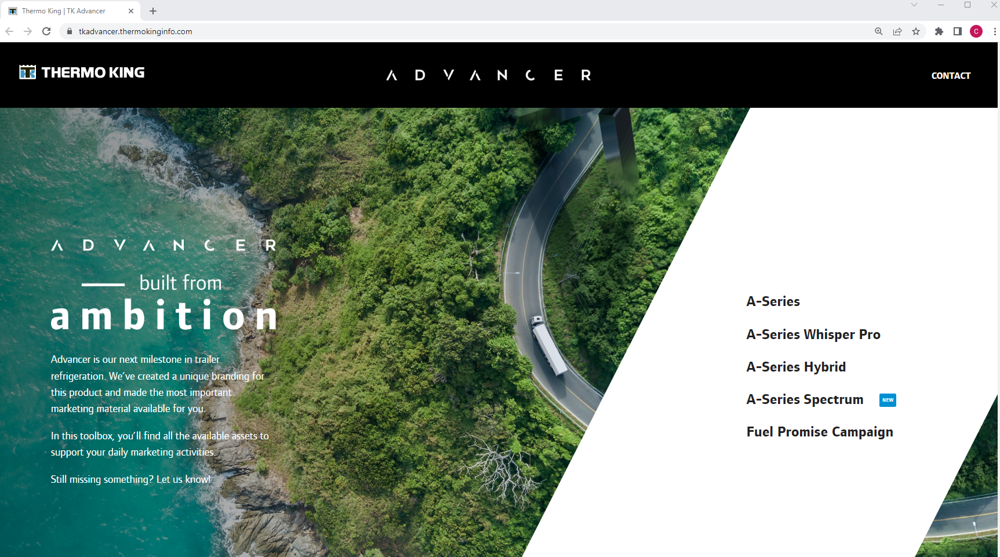 Thermo King | TK Advancer
tkadvancer.thermokinginfo.com
C
TK THERMO KING
ADVANCER
CONTACT
ADVANCER
built from
ambition
Advancer is our next milestone in trailer
refrigeration. We’ve created a unique branding for
this product and made the most important
marketing material available for you.
In this toolbox, you’ll find all the available assets to
support your daily marketing activities.
Still missing something? Let us know!
A-Series
A-Series Whisper Pro
A-Series Hybrid
A-Series Spectrum NEW
Fuel Promise Campaign